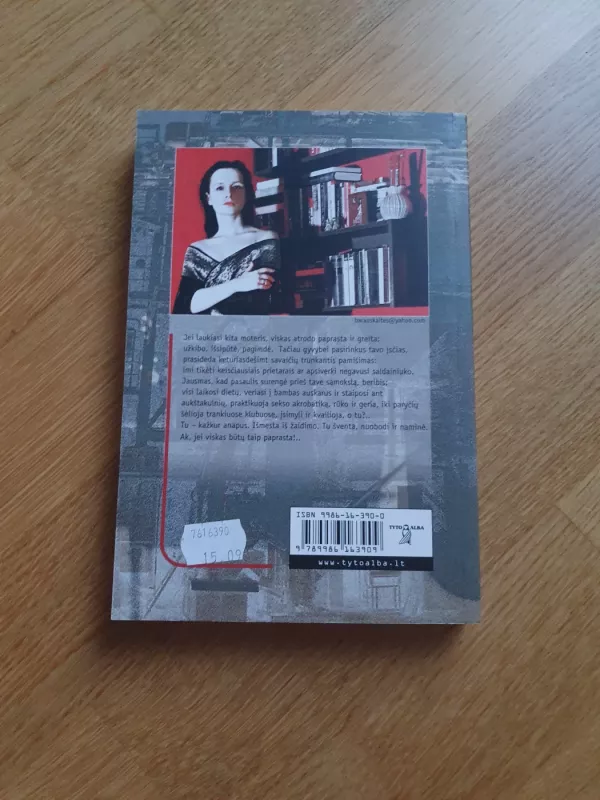 Jei laukiasi kita moteris, viskas atrodo paprasta ir greita:
užkibo, išsipūtė, pagimdė. Tačiau gyvybei pasirinkus tavo įsčias,
prasideda keturiasdešimt savaičių trunkantis pamišimas:
imi tikėti keisčiausiais prietarais ir apsiverki negavusi saldainiuko.
Jausmas, kad pasaulis surengė prieš tave sąmokslą, beribis:
visi laikosi dietų, veriasi į bambas auskarus ir staiposi ant
aukštakulnių, praktikuoja sekso akrobatiką, rūko ir geria, iki paryčių
šėlioja trankiuose klubuose, įsimyli ir kvailioja, o tu?..
Tu – kažkur anapus. Išmesta iš žaidimo. Tu šventa, nuobodi ir naminė.
Ak, jei viskas būtų taip paprasta!..
ISBN 9986-16-390-0
TYTO ALBA
9 789986 163909
www.tytoalba.lt
7616390
15 09